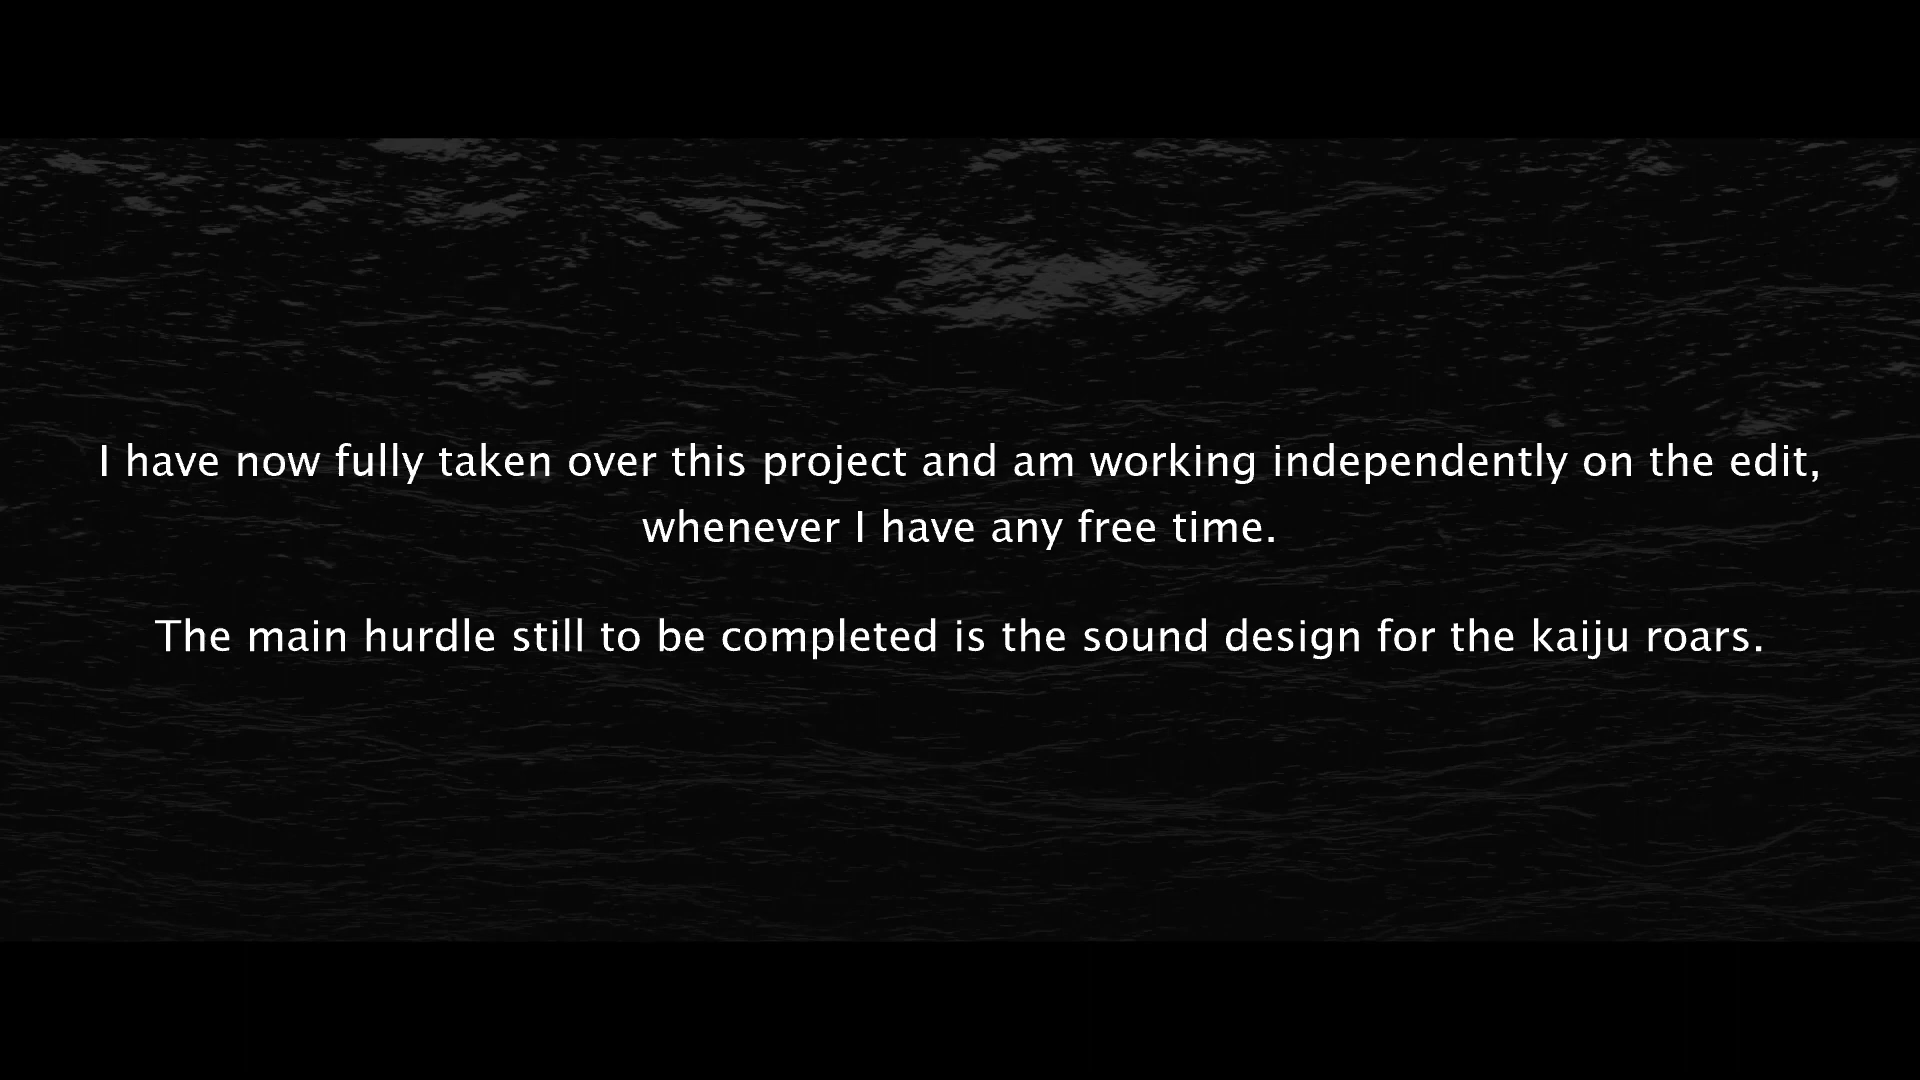 I have now fully taken over this project and am working independently on the edit,
whenever I have any free time.
The main hurdle still to be completed is the sound design for the kaiju roars.